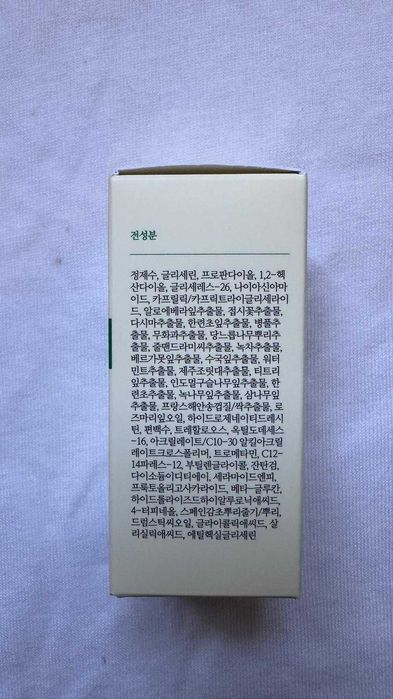 전성분
정제수, 글리세린, 프로판다이올, 1,2-헥
산다이올, 글리세레스-26, 나이아신아마
이드, 카프릴릭/카프릭트라이글리세라이
드, 알로에베라잎추출물, 접시꽃추출물,
다시마추출물, 한련초잎추출물, 병풀추
출물, 무화과추출물, 당느릅나무뿌리추
출물, 줄맨드라미씨추출물, 녹차추출물,
베르가못잎추출물, 수국잎추출물, 워터
민트추출물, 제주조릿대추출물, 티트리
잎추출물, 인도멀구슬나무잎추출물, 한
련초추출물, 녹나무잎추출물, 삼나무잎
추출물, 프랑스해안송껍질/싹추출물, 로
즈마리잎오일, 하이드로제네이티드레시
틴, 편백수, 트레할로오스, 옥틸도데세스
-16, 아크릴레이트/C10-30 알킬아크릴
레이트크로스폴리머, 트로메타민, C12-
14파레스-12, 부틸렌글라이콜, 잔탄검,
다이소듐이디티에이, 세라마이드엔피,
프룩토올리고사카라이드, 베타-글루칸,
하이드롤라이즈드하이알루로닉애씨드,
4-터피네올, 스페인감초뿌리줄기/뿌리,
드럼스틱씨오일, 글라이콜릭애씨드, 살
리실릭애씨드, 에틸헥실글리세린